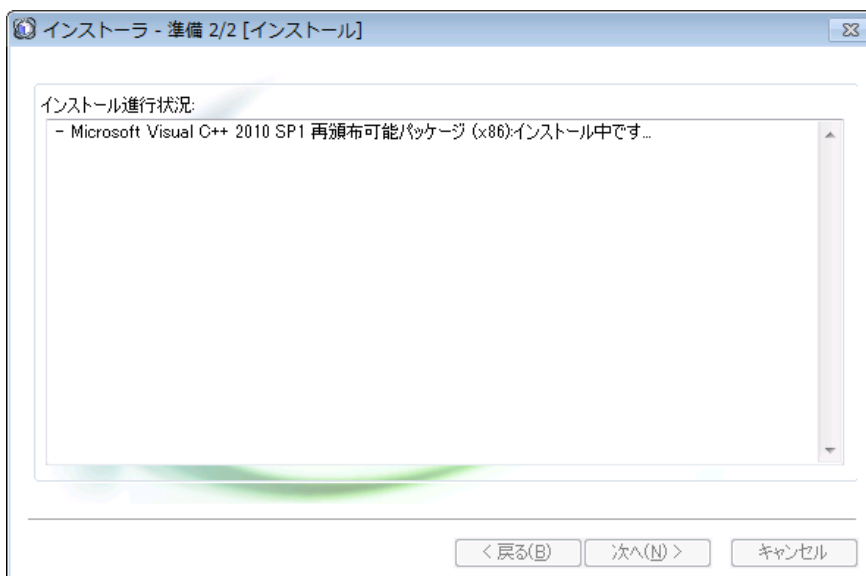 インストーラ - 準備 2/2 [インストール]
インストール進行状況:
- Microsoft Visual C++ 2010 SP1 再頒布可能パッケージ (x86):インストール中です...
< 戻る(B)
次へ(N) >
キャンセル